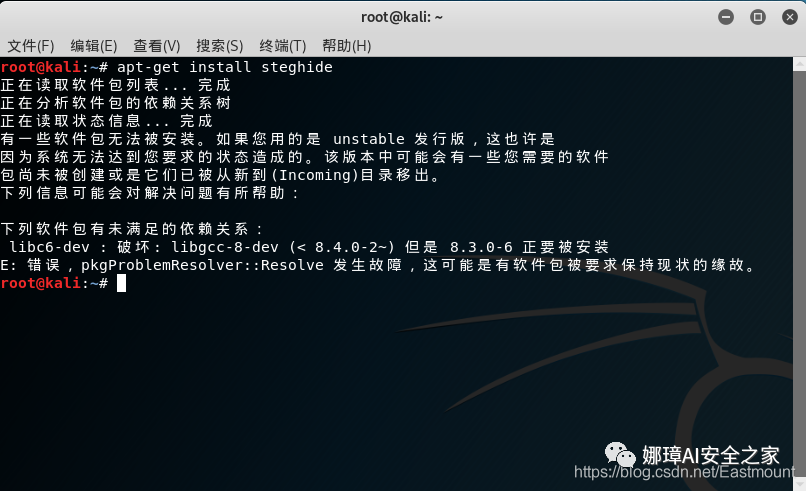 root@kali: ~
文件(F) 编辑(E) 查看(V) 搜索(S) 终端(T) 帮助(H)
root@kali:~# apt-get install steghide
正在读取软件包列表... 完成
正在分析软件包的依赖关系树
正在读取状态信息... 完成
有一些软件包无法被安装。如果您用的是 unstable 发行版，这也许是
因为系统无法达到您要求的状态造成的。该版本中可能会有一些您需要的软件
包尚未被创建或是它们已被从新到(Incoming)目录移出。
下列信息可能会对解决问题有所帮助：
下列软件包有未满足的依赖关系：
libc6-dev : 破坏: libgcc-8-dev (< 8.4.0-2~) 但是 8.3.0-6 正要被安装
E: 错误，pkgProblemResolver::Resolve 发生故障，这可能是有软件包被要求保持现状的缘故。
root@kali:~#
娜璋AI安全之家
https://blog.csdn.net/Eastmount